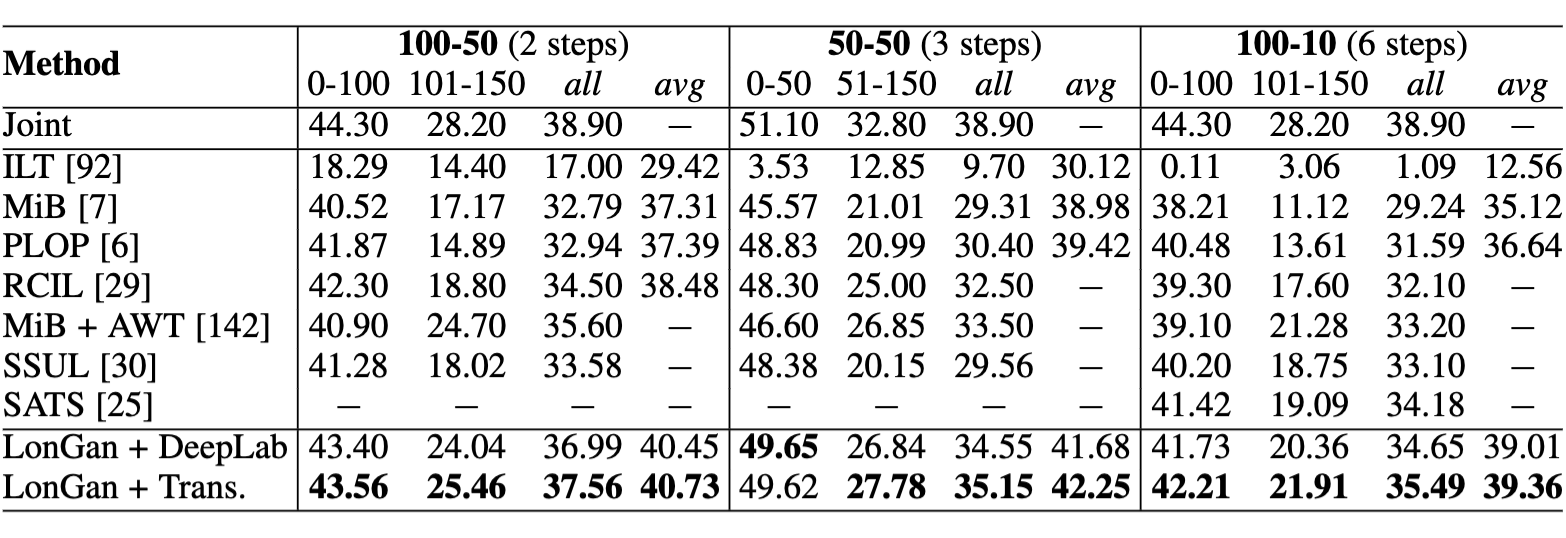 Method 100-50 (2 steps) 50-50 (3 steps) 100-10 (6 steps)
0-100 101-150 all avg 0-50 51-150 all avg 0-100 101-150 all avg
Joint 44.30 28.20 38.90 – 51.10 32.80 38.90 – 44.30 28.20 38.90 –
ILT [92] 18.29 14.40 17.00 29.42 3.53 12.85 9.70 30.12 0.11 3.06 1.09 12.56
MiB [7] 40.52 17.17 32.79 37.31 45.57 21.01 29.31 38.98 38.21 11.12 29.24 35.12
PLOP [6] 41.87 14.89 32.94 37.39 48.83 20.99 30.40 39.42 40.48 13.61 31.59 36.64
RCIL [29] 42.30 18.80 34.50 38.48 48.30 25.00 32.50 – 39.30 17.60 32.10 –
MiB + AWT [142] 40.90 24.70 35.60 – 46.60 26.85 33.50 – 39.10 21.28 33.20 –
SSUL [30] 41.28 18.02 33.58 – 48.38 20.15 29.56 – 40.20 18.75 33.10 –
SATS [25] – – – – – – – – 41.42 19.09 34.18 –
LonGan + DeepLab 43.40 24.04 36.99 40.45 49.65 26.84 34.55 41.68 41.73 20.36 34.65 39.01
LonGan + Trans. 43.56 25.46 37.56 40.73 49.62 27.78 35.15 42.25 42.21 21.91 35.49 39.36